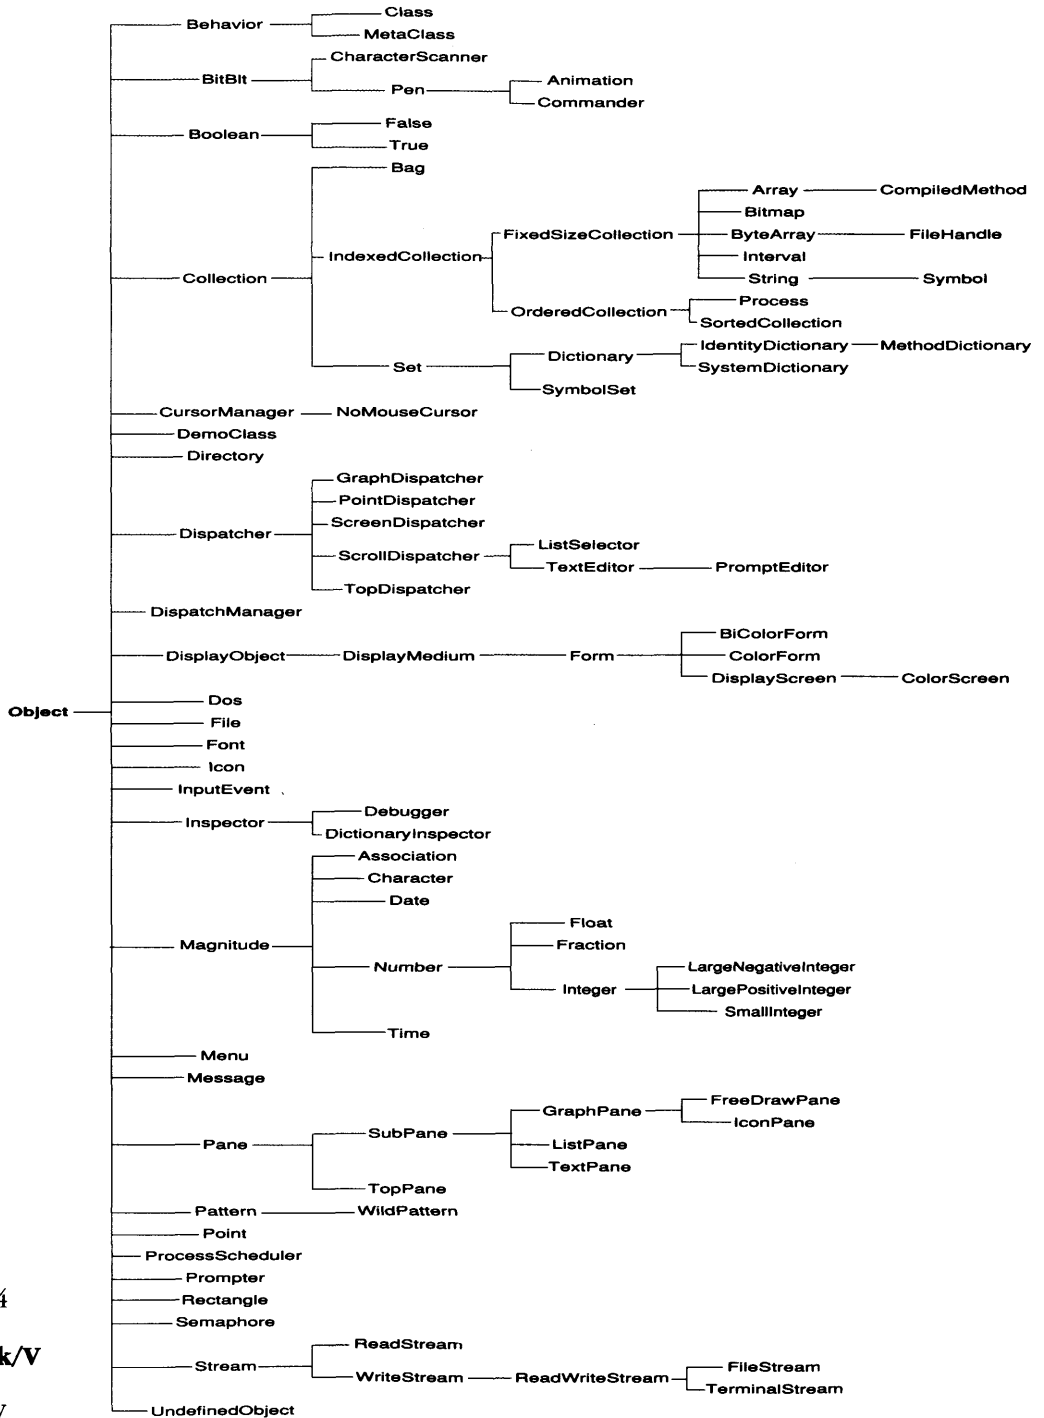 Class
Behavior
MetaClass
CharacterScanner
BitBlt
Animation
Pen
Commander
False
Boolean
True
Bag
Array CompiledMethod
Bitmap
FixedSizeCollection ByteArray FileHandle
IndexedCollection Interval
Collection String Symbol
Process
OrderedCollection
SortedCollection
IdentityDictionary MethodDictionary
Dictionary
Set SystemDictionary
SymbolSet
CursorManager NoMouseCursor
DemoClass
Directory
GraphDispatcher
PointDispatcher
ScreenDispatcher
Dispatcher
ListSelector
ScrollDispatcher
TextEditor PromptEditor
TopDispatcher
DispatchManager
BiColorForm
DisplayObject DisplayMedium Form ColorForm
DisplayScreen ColorScreen
Dos
Object
File
Font
Icon
InputEvent
Debugger
Inspector
DictionaryInspector
Association
Character
Date
Float
Magnitude Fraction
Number LargeNegativeInteger
Integer LargePositiveInteger
SmallInteger
Time
Menu
Message
FreeDrawPane
GraphPane
IconPane
SubPane
Pane ListPane
TextPane
TopPane
Pattern WildPattern
Point
ProcessScheduler
Prompter
Rectangle
4
Semaphore
ReadStream
k/V
Stream FileStream
WriteStream ReadWriteStream
TerminalStream
UndefinedObject